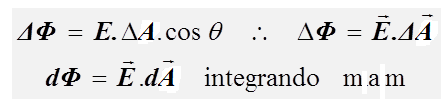 ΔΦ = E.ΔA.cos θ ∴ ΔΦ = E⃗.ΔA⃗
dΦ = E⃗.dA⃗ integrando m a m